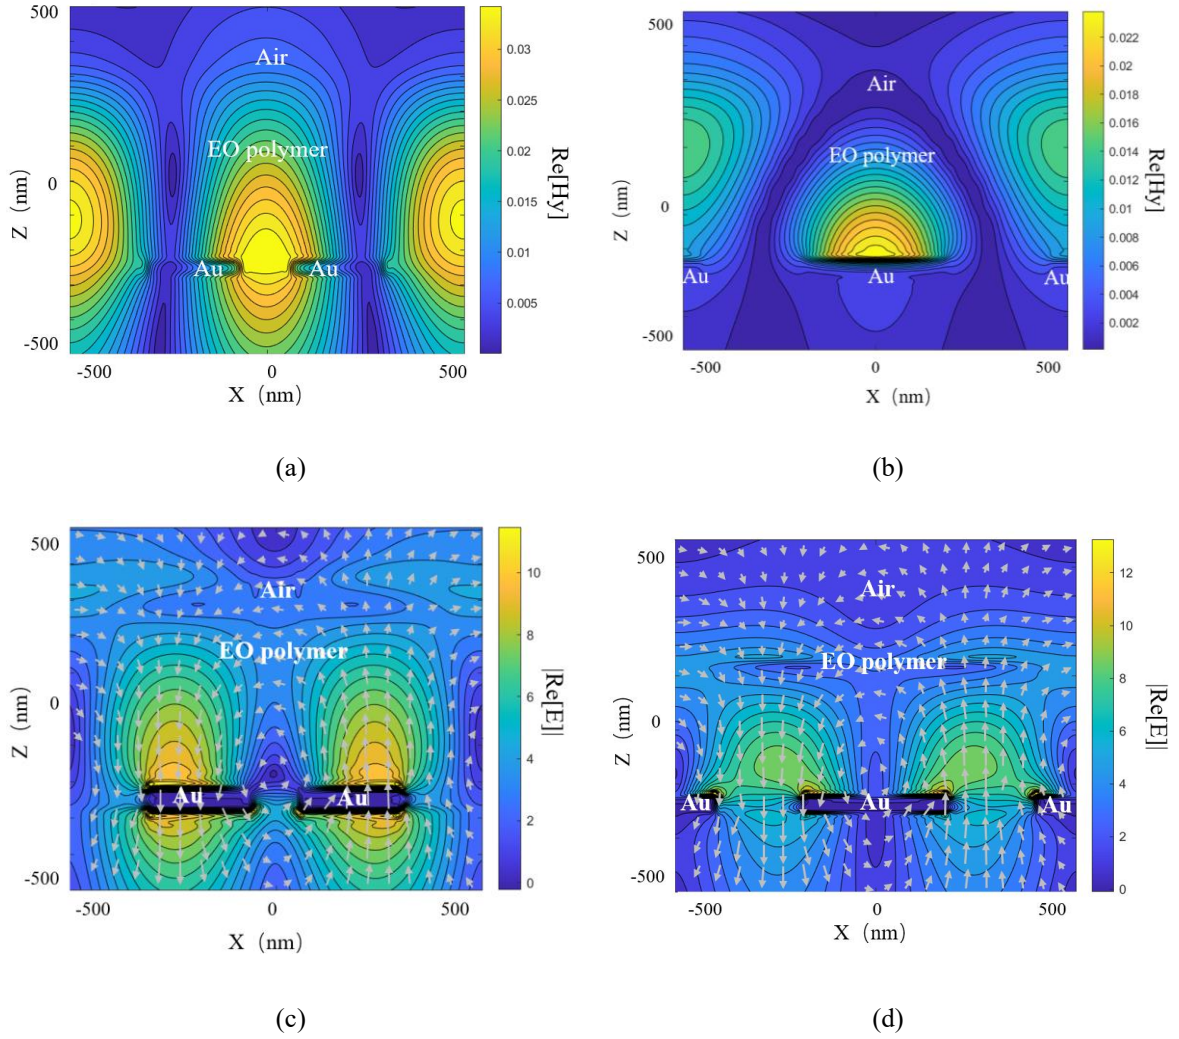 500
0
-500
Z (nm)
-500
0
500
X (nm)
Air
EO polymer
Au
Au
0.03
0.025
0.02
0.015
0.01
0.005
Re[Hy]
(a)
500
0
-500
Z (nm)
-500
0
500
X (nm)
Air
EO polymer
Au
Au
Au
0.022
0.02
0.018
0.016
0.014
0.012
0.01
0.008
0.006
0.004
0.002
Re[Hy]
(b)
500
0
-500
Z (nm)
-500
0
500
X (nm)
Air
EO polymer
Au
Au
10
8
6
4
2
0
|Re[E]|
(c)
500
0
-500
Z (nm)
-500
0
500
X (nm)
Air
EO polymer
Au
Au
Au
12
10
8
6
4
2
0
|Re[E]|
(d)